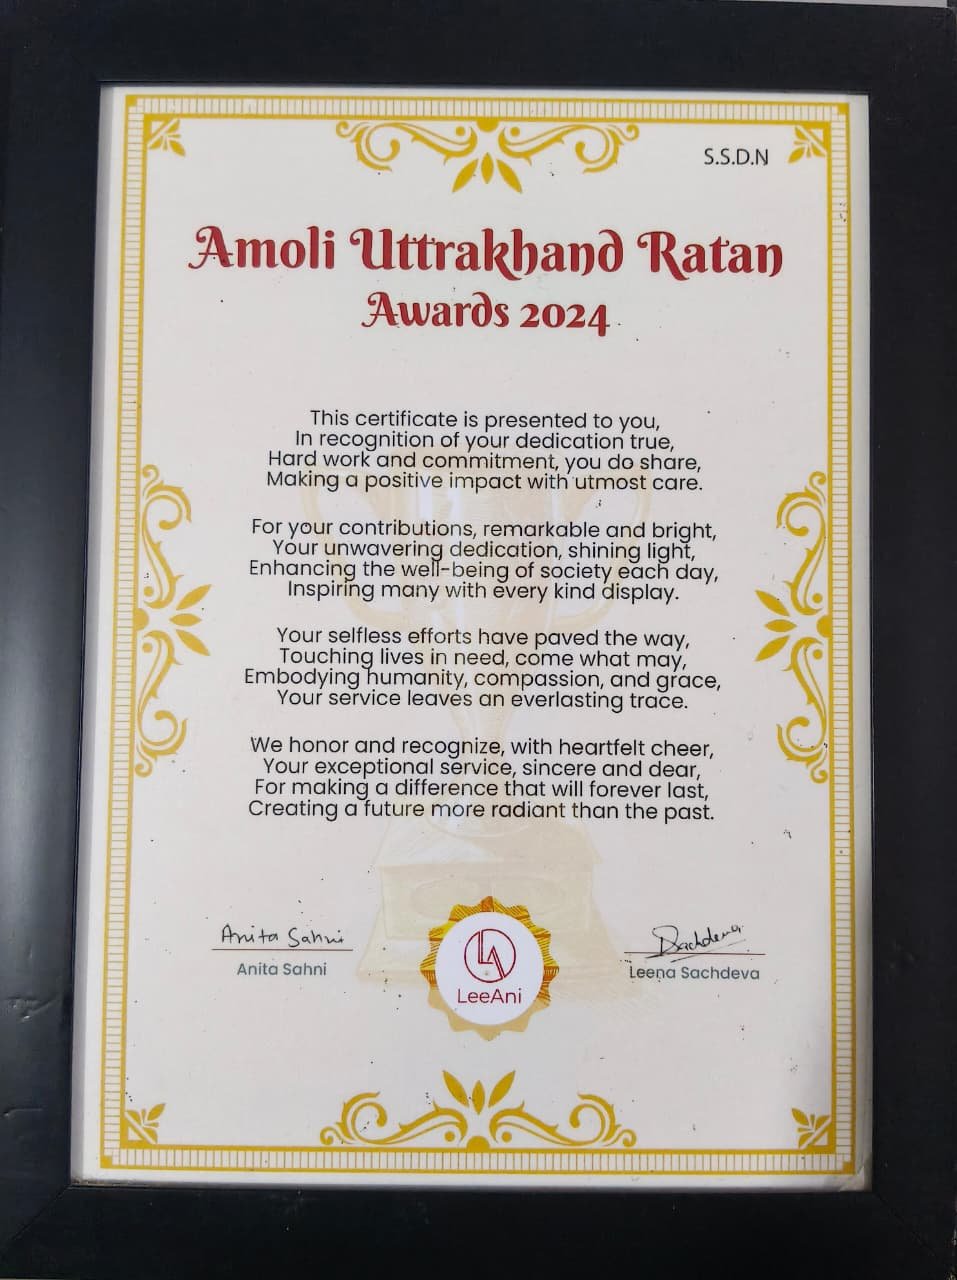 S.S.D.N
Amoli Uttrakhand Ratan
Awards 2024
This certificate is presented to you,
In recognition of your dedication true,
Hard work and commitment, you do share,
Making a positive impact with utmost care.
For your contributions, remarkable and bright,
Your unwavering dedication, shining light,
Enhancing the well-being of society each day,
Inspiring many with every kind display.
Your selfless efforts have paved the way,
Touching lives in need, come what may,
Embodying humanity, compassion, and grace,
Your service leaves an everlasting trace.
We honor and recognize, with heartfelt cheer,
Your exceptional service, sincere and dear,
For making a difference that will forever last,
Creating a future more radiant than the past.
Anita Sahni
Anita Sahni
LA
LeeAni
LSachdeva
Leena Sachdeva